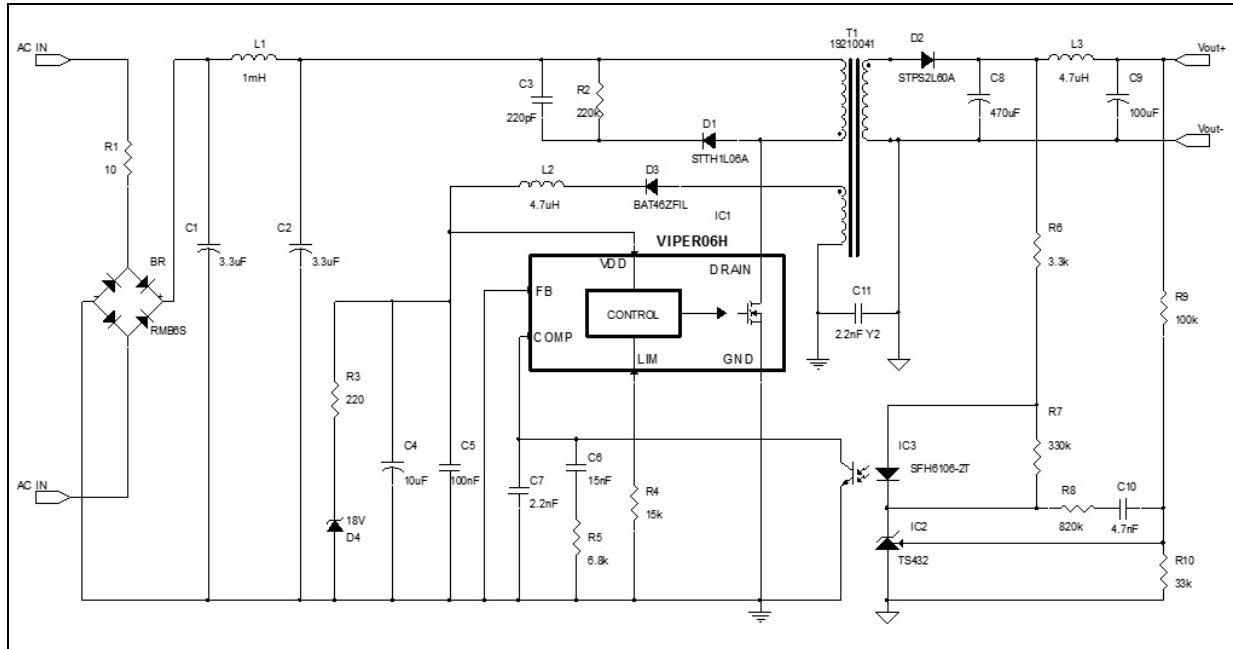 AC IN
R1
10
BR
RMB6S
AC IN
C1
3.3uF
L1
1mH
C2
3.3uF
C3
220pF
R2
220k
D1
STTH1L06A
L2
4.7uH
D3
BAT46ZFIL
T1
19210041
D2
STPS2L60A
C8
470uF
L3
4.7uH
C9
100uF
Vout+
Vout-
IC1
VIPER06H
VDD
DRAIN
FB
CONTROL
COMP
LIM
GND
C11
2.2nF Y2
R6
3.3k
R9
100k
R3
220
18V
D4
C4
10uF
C5
100nF
C7
2.2nF
C6
15nF
R5
6.8k
R4
15k
IC3
SFH6106-2T
R7
330k
R8
820k
C10
4.7nF
IC2
TS432
R10
33k
-
+